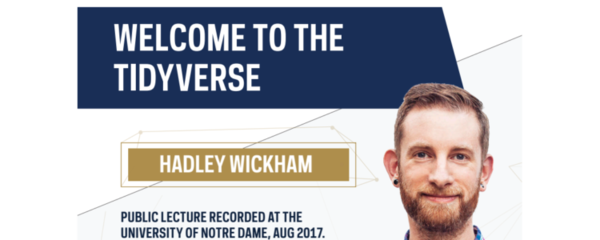 WELCOME TO THE
TIDYVERSE
HADLEY WICKHAM
PUBLIC LECTURE RECORDED AT THE
UNIVERSITY OF NOTRE DAME, AUG 2017.